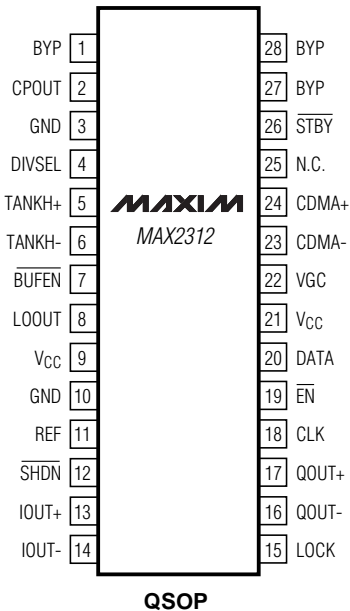 BYP 1 28 BYP
CPOUT 2 27 BYP
GND 3 26 STBY
DIVSEL 4 25 N.C.
TANKH+ 5 MAXIM 24 CDMA+
TANKH- 6 MAX2312 23 CDMA-
BUFEN 7 22 VGC
LOOUT 8 21 VCC
VCC 9 20 DATA
GND 10 19 EN
REF 11 18 CLK
SHDN 12 17 QOUT+
IOUT+ 13 16 QOUT-
IOUT- 14 15 LOCK
QSOP